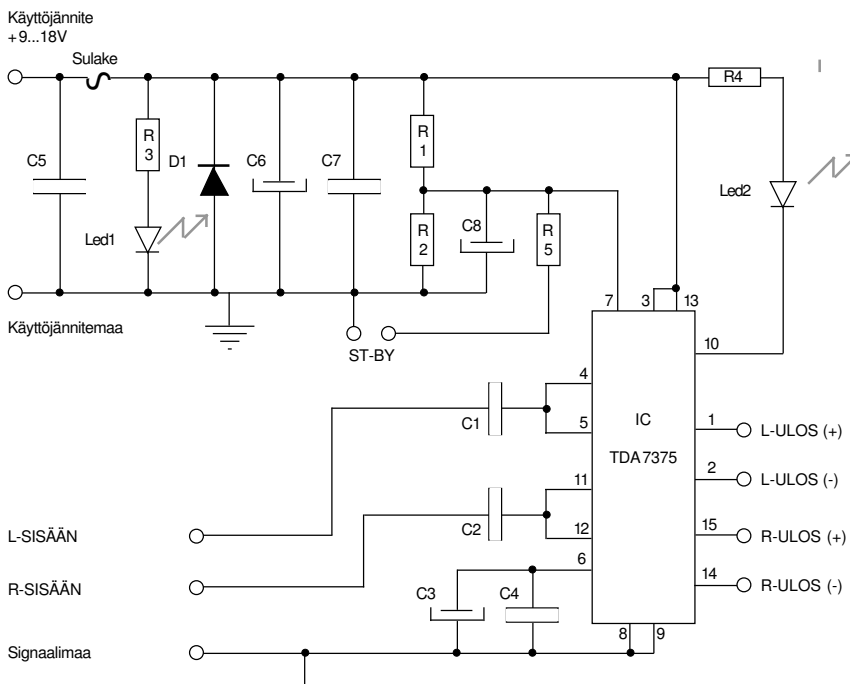 Käyttöjännite
+9...18V
Sulake
R4
C5
R
3
D1
C6
C7
R
1
Led2
Led1
R
2
C8
R
5
Käyttöjännitemaa
7
3
13
ST-BY
10
4
C1
5
IC
1
L-ULOS (+)
TDA7375
2
L-ULOS (-)
11
C2
12
15
R-ULOS (+)
L-SISÄÄN
6
14
R-ULOS (-)
R-SISÄÄN
C3
C4
8
9
Signaalimaa